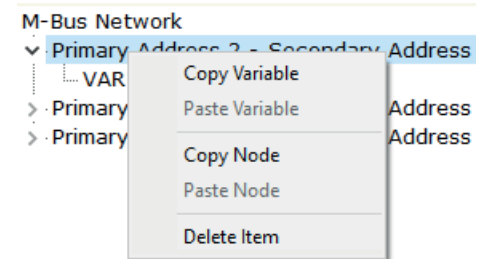 M-Bus Network
Primary Address 2 - Secondary Address
Copy Variable
VAR
Paste Variable
Primary Address
Primary Address
Copy Node
Paste Node
Delete Item